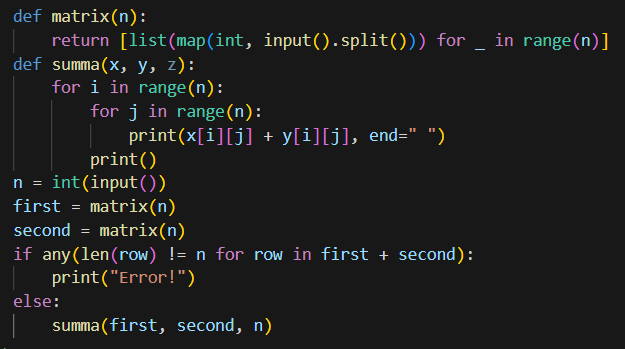 def matrix(n):
    return [list(map(int, input().split())) for _ in range(n)]
def summa(x, y, z):
    for i in range(n):
        for j in range(n):
            print(x[i][j] + y[i][j], end=" ")
        print()
n = int(input())
first = matrix(n)
second = matrix(n)
if any(len(row) != n for row in first + second):
    print("Error!")
else:
    summa(first, second, n)